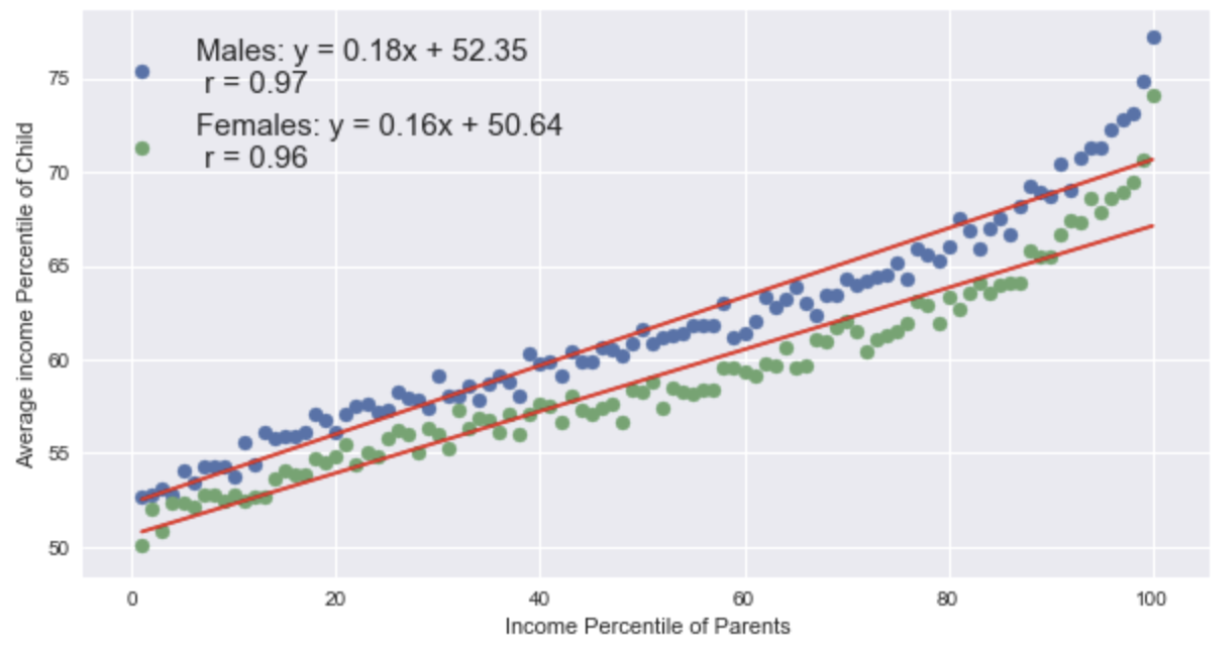 Males: y = 0.18x + 52.35
r = 0.97
Females: y = 0.16x + 50.64
r = 0.96
Average income Percentile of Child
75
70
65
60
55
50
0 20 40 60 80 100
Income Percentile of Parents